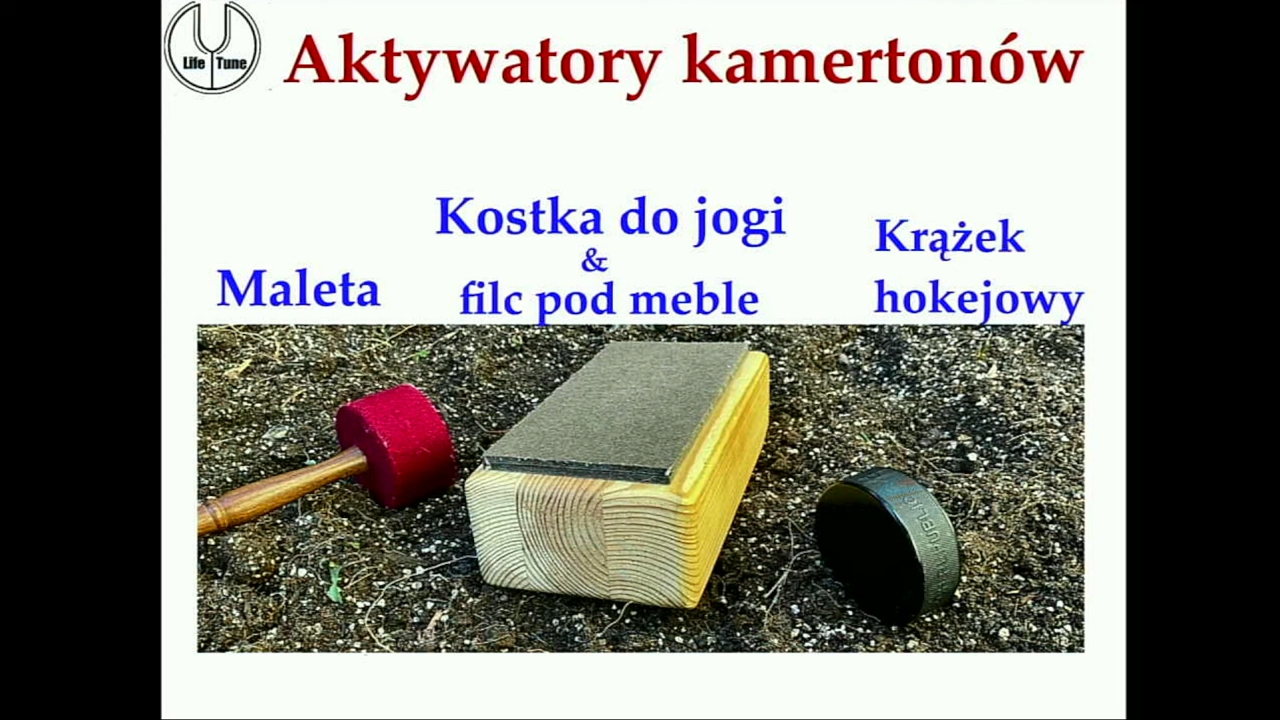 Life Tune
Aktywatory kamertonów
Kostka do jogi
&
filc pod meble
Maleta
Krążek
hokejowy